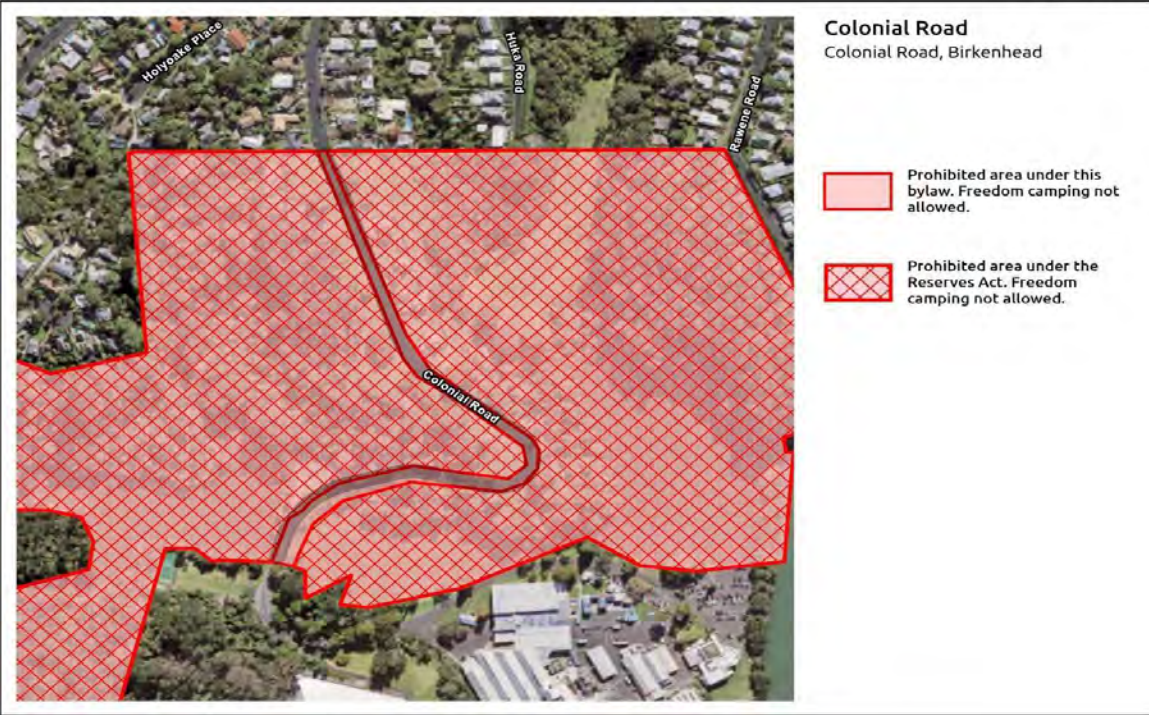 Colonial Road
Colonial Road, Birkenhead
Holyoake Place
Huka Road
Rawene Road
Colonial Road
Prohibited area under this
bylaw. Freedom camping not
allowed.
Prohibited area under the
Reserves Act. Freedom
camping not allowed.